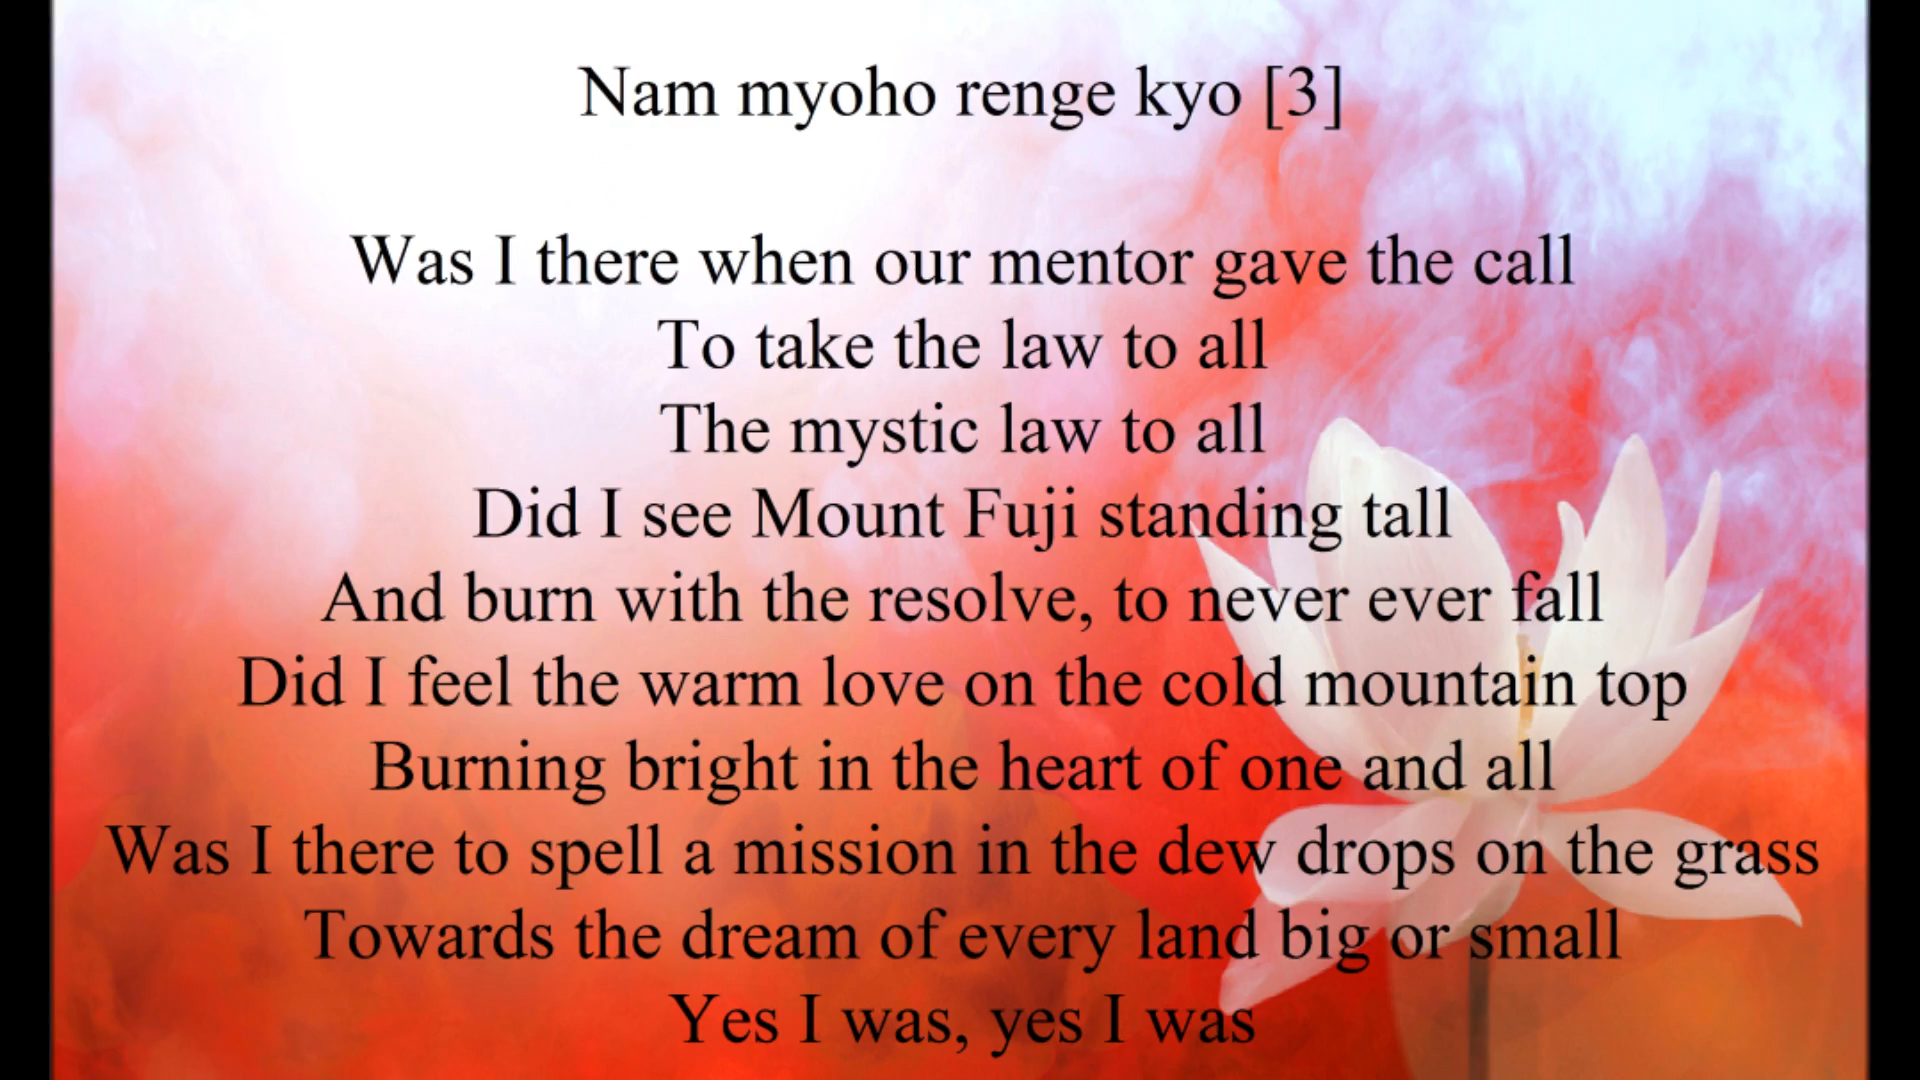 Nam myoho renge kyo [3]
Was I there when our mentor gave the call
To take the law to all
The mystic law to all
Did I see Mount Fuji standing tall
And burn with the resolve, to never ever fall
Did I feel the warm love on the cold mountain top
Burning bright in the heart of one and all
Was I there to spell a mission in the dew drops on the grass
Towards the dream of every land big or small
Yes I was, yes I was